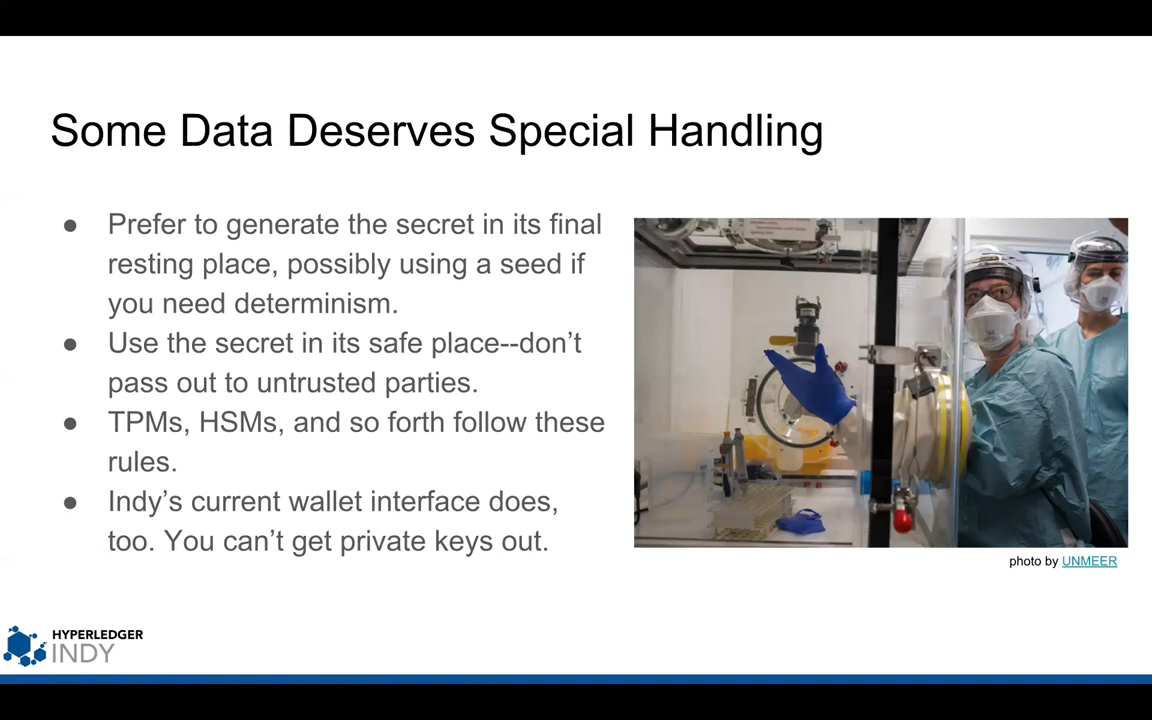 Some Data Deserves Special Handling
● Prefer to generate the secret in its final
resting place, possibly using a seed if
you need determinism.
● Use the secret in its safe place--don’t
pass out to untrusted parties.
● TPMs, HSMs, and so forth follow these
rules.
● Indy’s current wallet interface does,
too. You can’t get private keys out.
photo by UNMEER
HYPERLEDGER
INDY